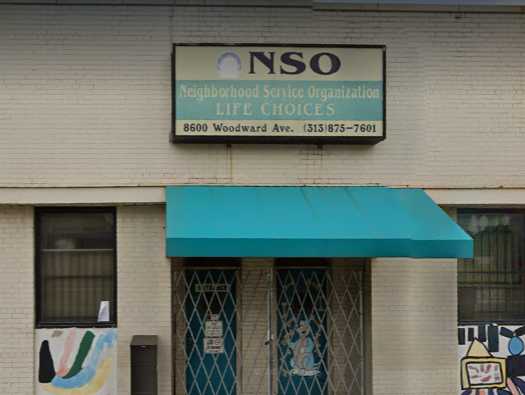 NSO
Neighborhood Service Organization
LIFE CHOICES
8600 Woodward Ave. (313)875-7601